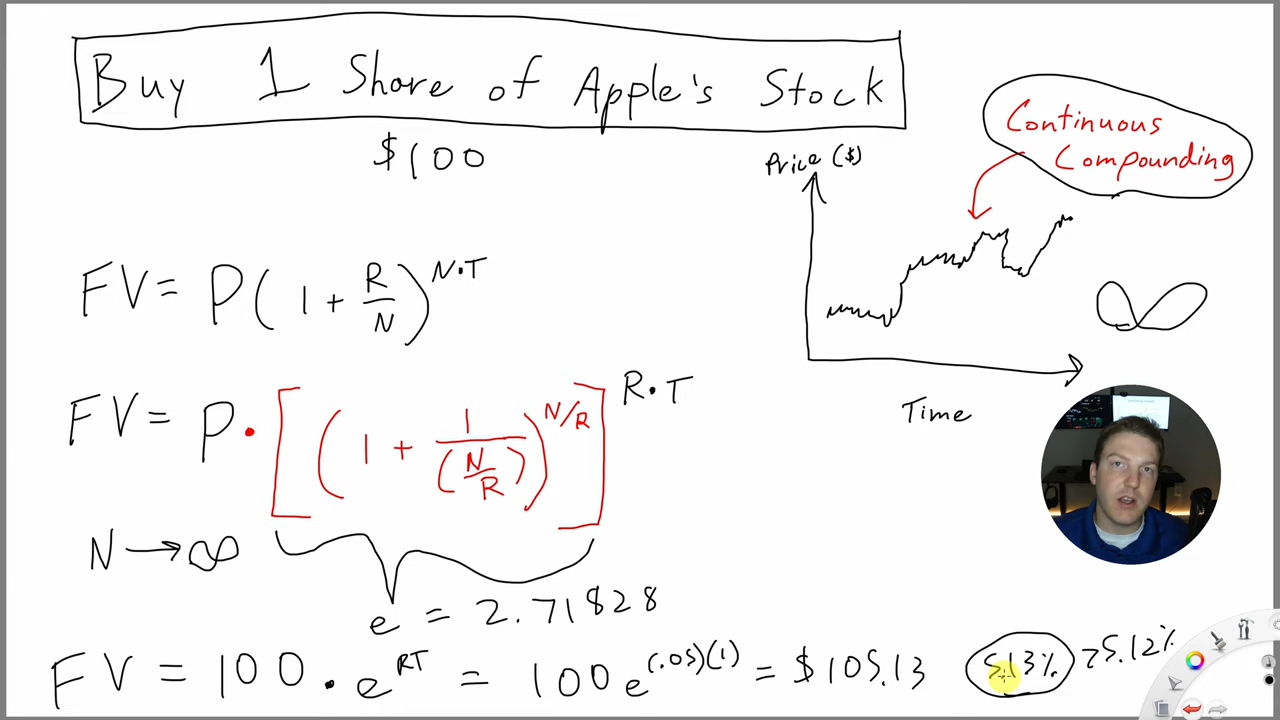 Buy 1 Share of Apple's Stock
$100
Continuous
Compounding
Price ($)
Time
FV = P(1 + R/N)^N·T
FV = P·[(1 + 1/(N/R))^N/R]^R·T
N → ∞
e = 2.71828
FV = 100 · e^RT = 100e^(.05)(1) = $105.13
5.13% > 5.12%